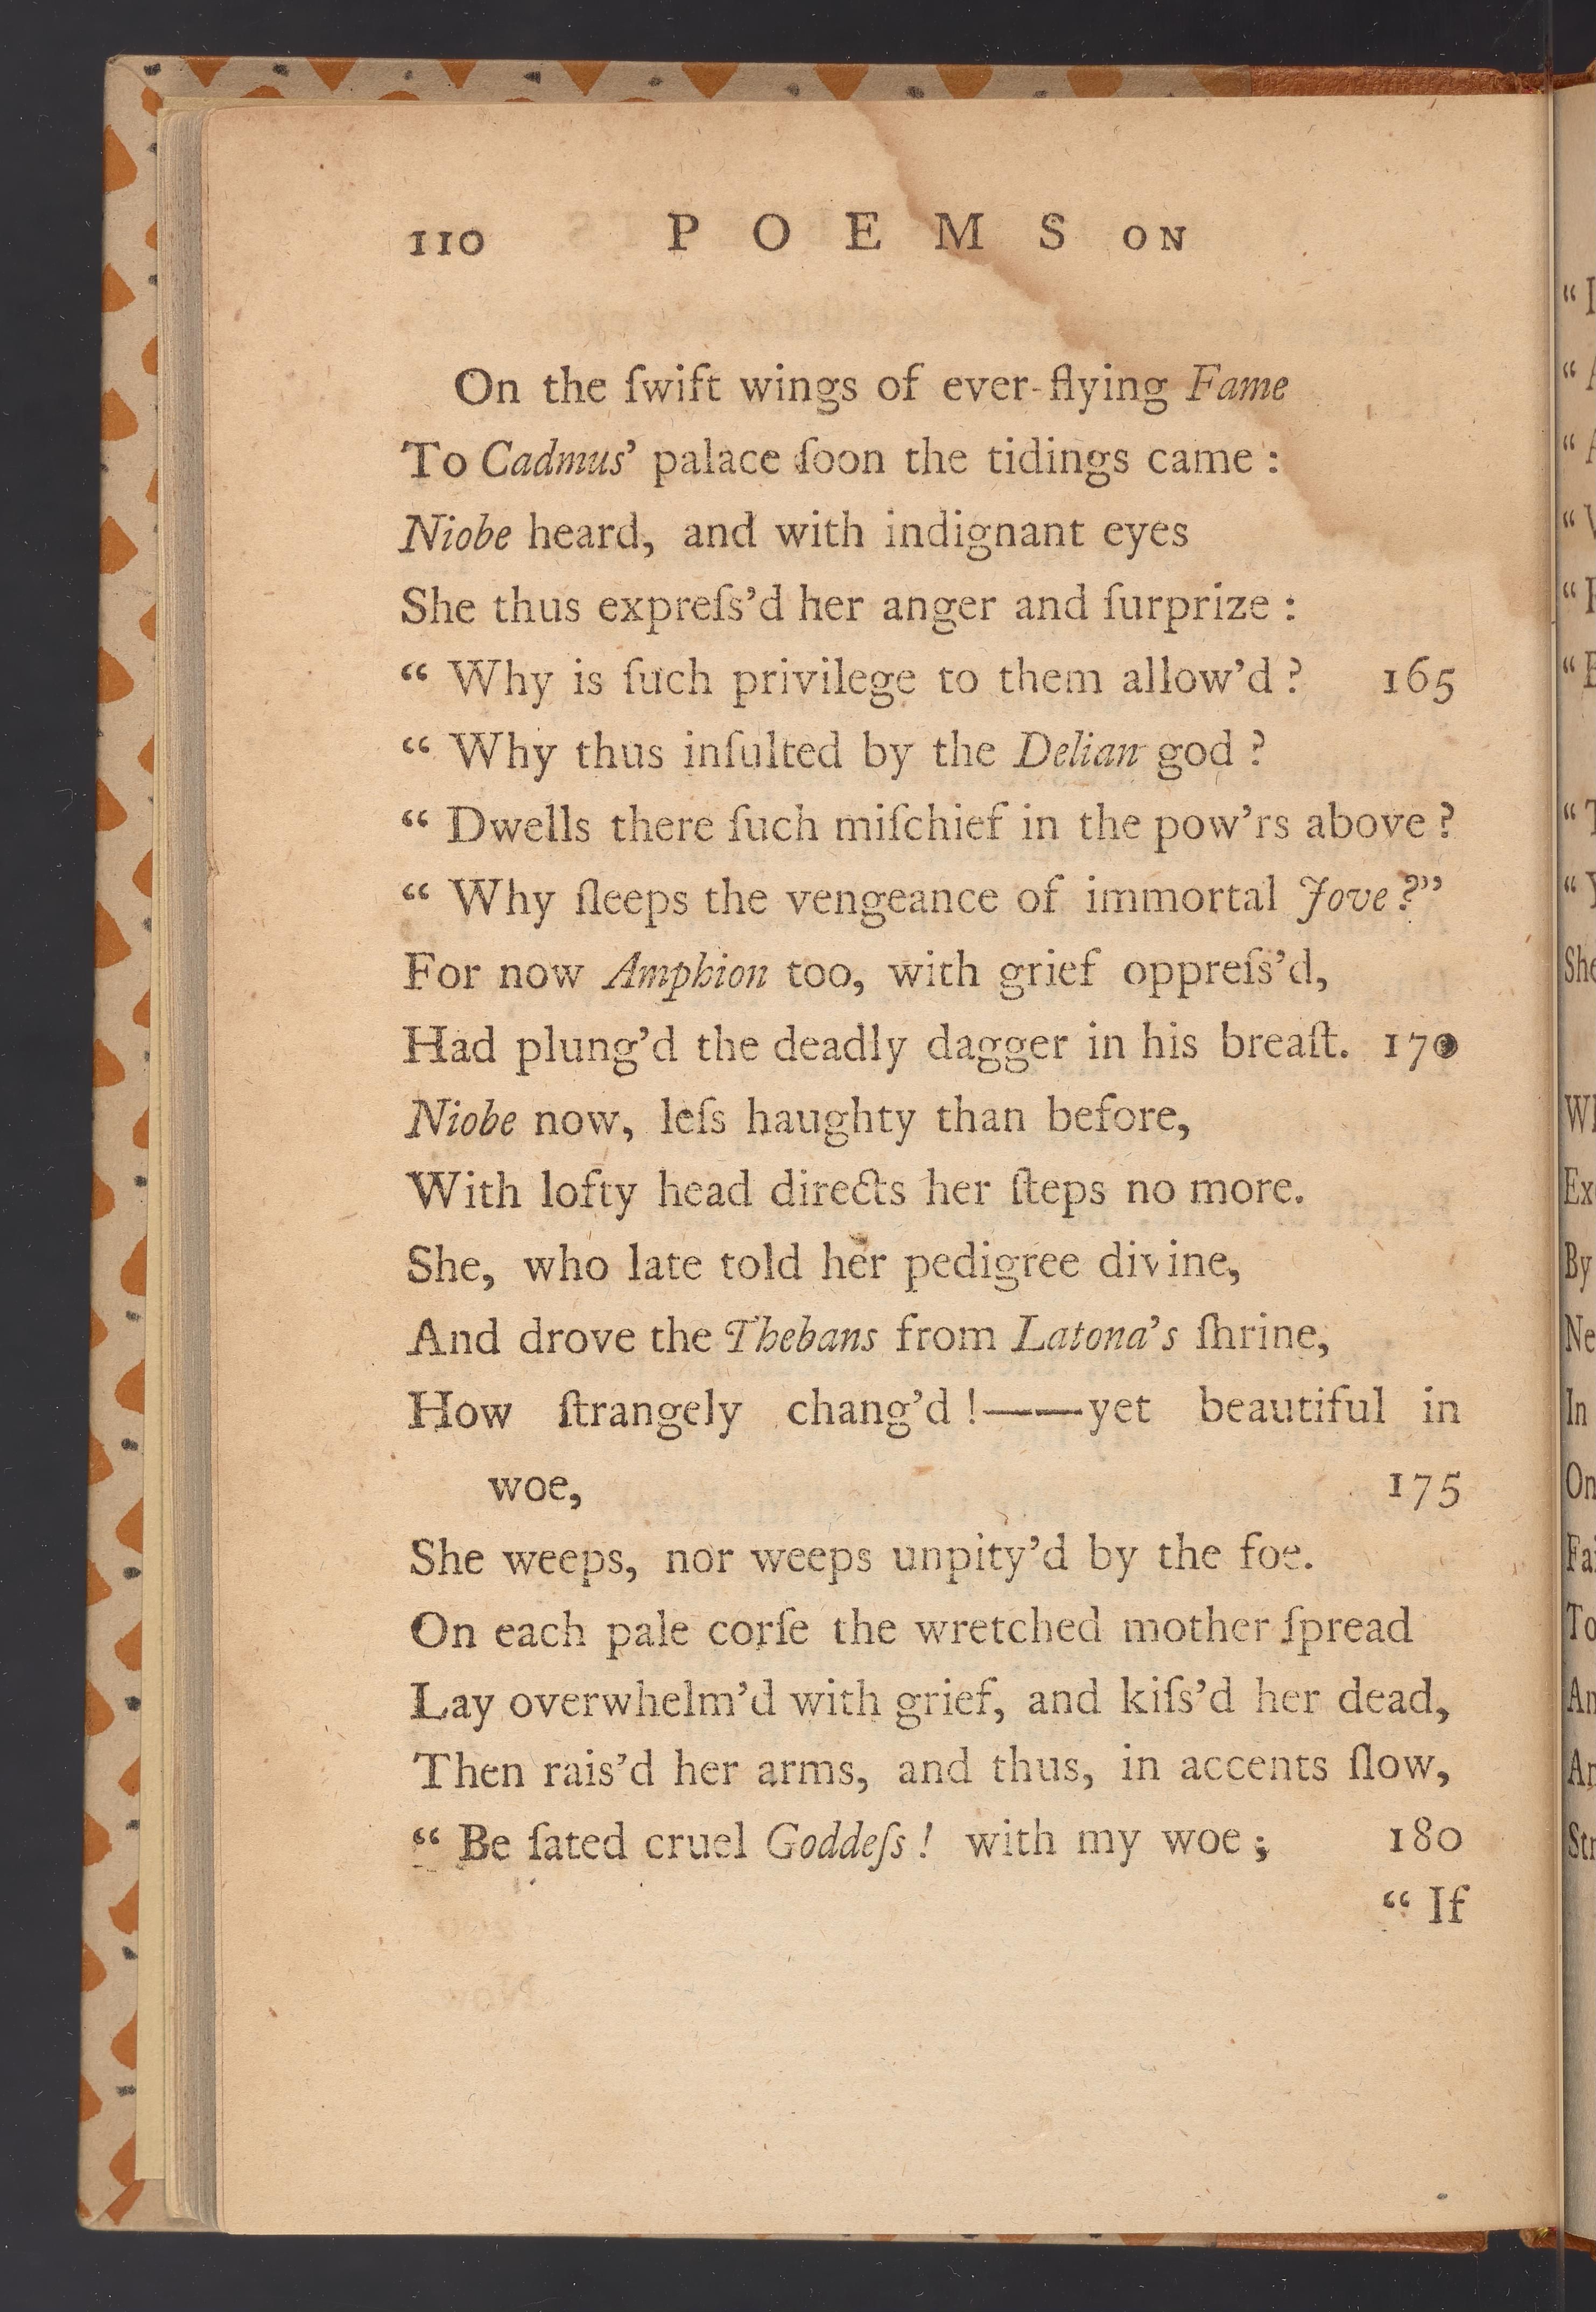 110 P O E M S ON
On the ſwift wings of ever-flying Fame
To Cadmus' palace ſoon the tidings came :
Niobe heard, and with indignant eyes
She thus expreſs'd her anger and ſurprize :
“ Why is ſuch privilege to them allow'd ? 165
“ Why thus inſulted by the Delian god ?
“ Dwells there ſuch miſchief in the pow'rs above ?
“ Why ſleeps the vengeance of immortal Jove ?”
For now Amphion too, with grief oppreſs'd,
Had plung'd the deadly dagger in his breaſt. 170
Niobe now, leſs haughty than before,
With lofty head directs her ſteps no more.
She, who late told her pedigree divine,
And drove the Thebans from Latona's ſhrine,
How ſtrangely chang'd !——yet beautiful in
woe, 175
She weeps, nor weeps unpity'd by the foe.
On each pale corſe the wretched mother ſpread
Lay overwhelm'd with grief, and kiſs'd her dead,
Then rais'd her arms, and thus, in accents ſlow,
“ Be ſated cruel Goddeſs ! with my woe ; 180
“ If